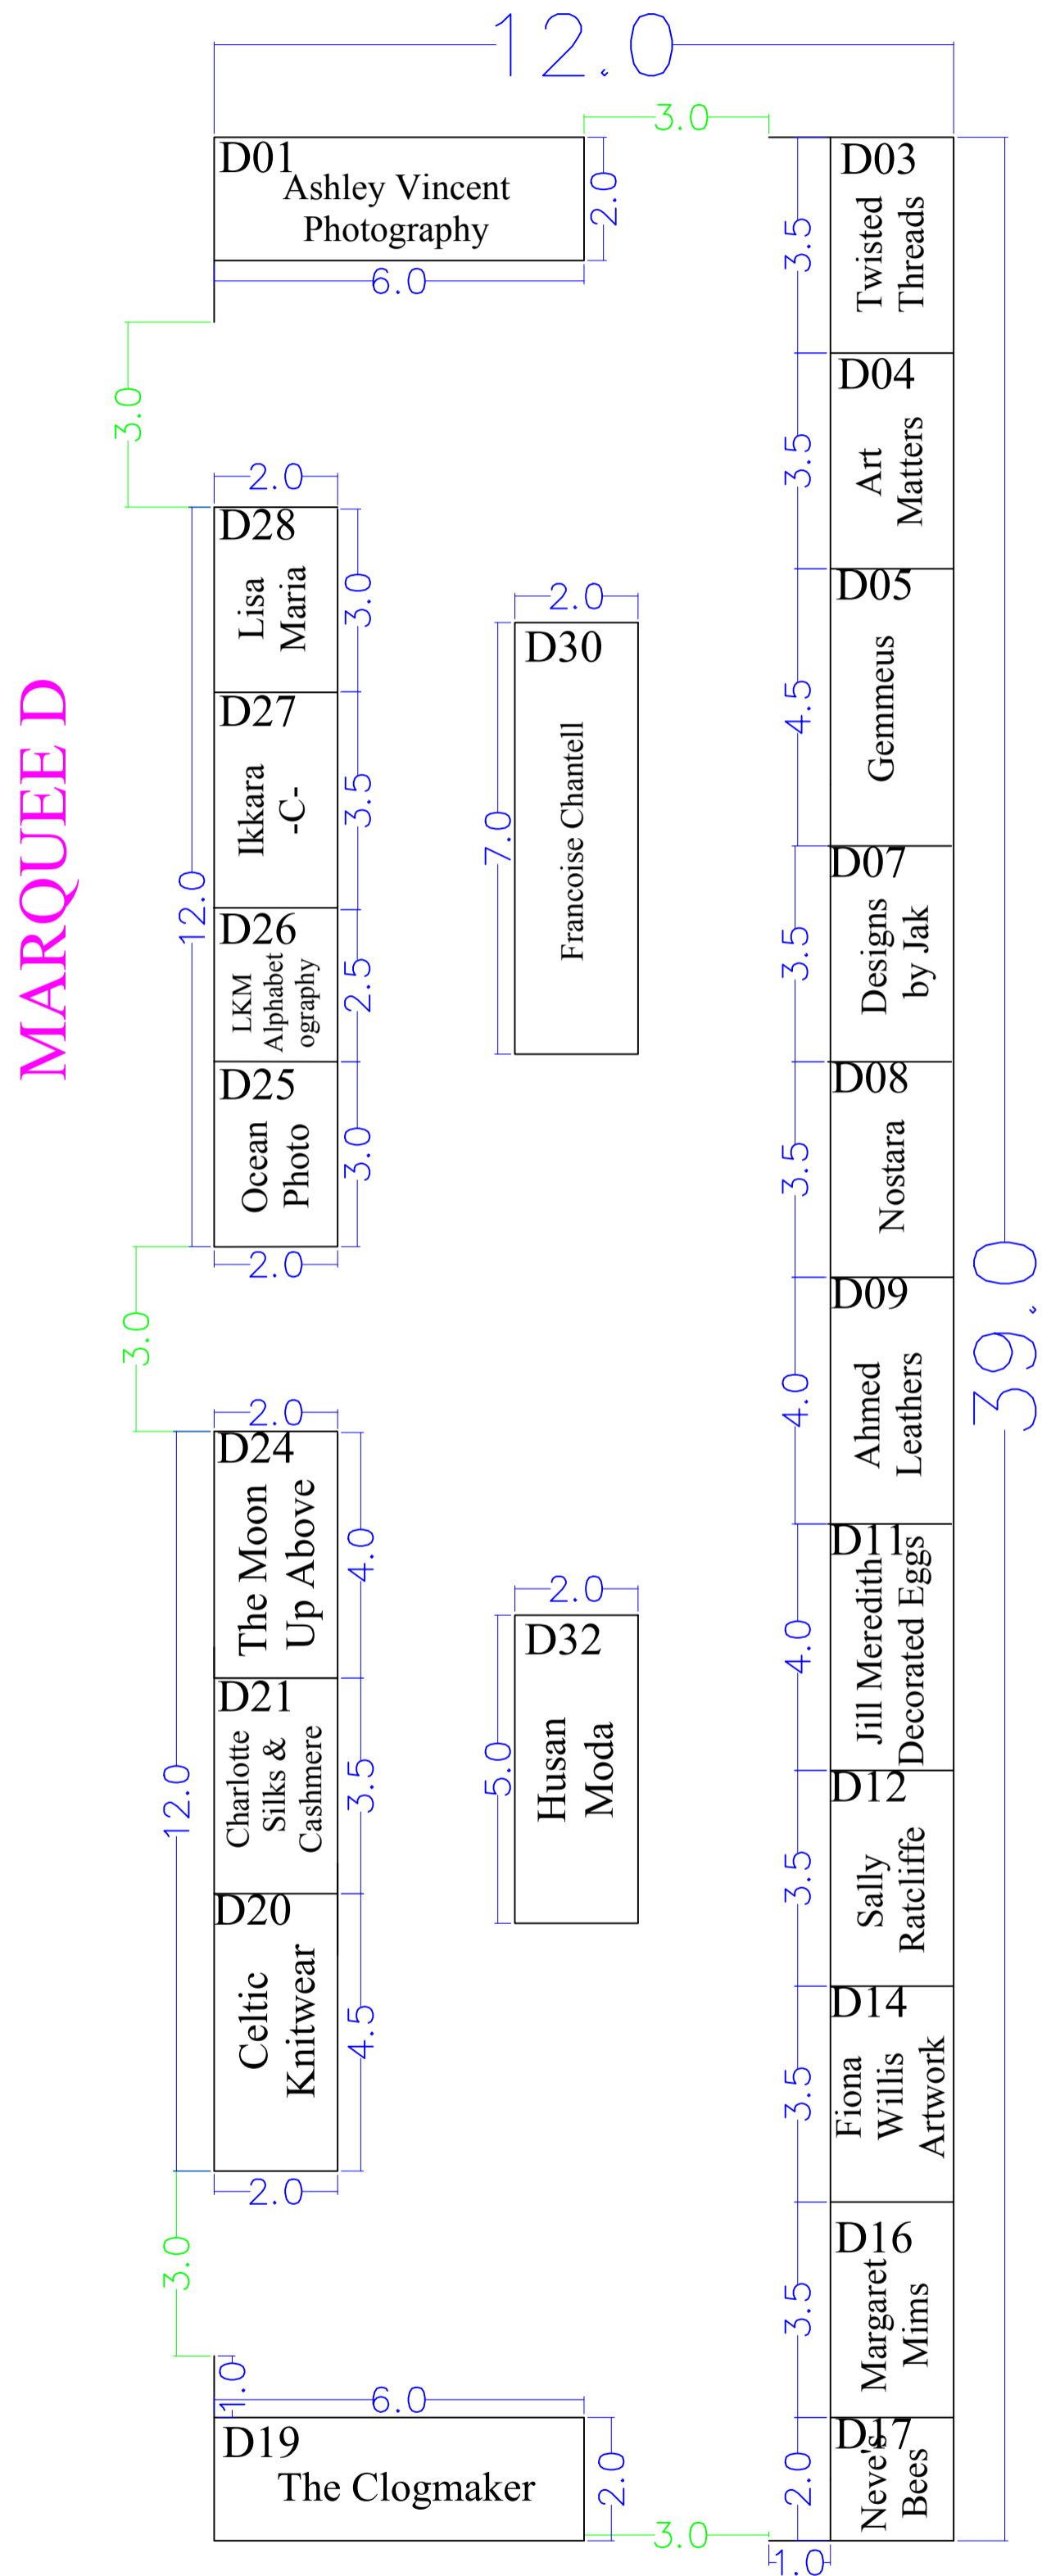 12.0
3.0
D01
Ashley Vincent
Photography
2.0
6.0
D03
Twisted
Threads
3.5
3.0
D04
Art
Matters
3.5
2.0
D28
Lisa
Maria
3.0
D05
Gemmeus
4.5
2.0
D30
Francoise Chantell
7.0
MARQUEE D
D27
Ikkara
-C-
3.5
12.0
D26
LKM
Alphabet
ography
2.5
D07
Designs
by Jak
3.5
D25
Ocean
Photo
3.0
2.0
D08
Nostara
3.5
3.0
39.0
D09
Ahmed
Leathers
4.0
2.0
D24
The Moon
Up Above
4.0
D11
Jill Meredith
Decorated Eggs
4.0
2.0
D32
Husan
Moda
5.0
D21
Charlotte
Silks &
Cashmere
3.5
12.0
D12
Sally
Ratcliffe
3.5
D20
Celtic
Knitwear
4.5
2.0
D14
Fiona
Willis
Artwork
3.5
3.0
D16
Margaret
Mims
3.5
1.0
6.0
D19
The Clogmaker
2.0
D17
Neve's
Bees
2.0
3.0
1.0